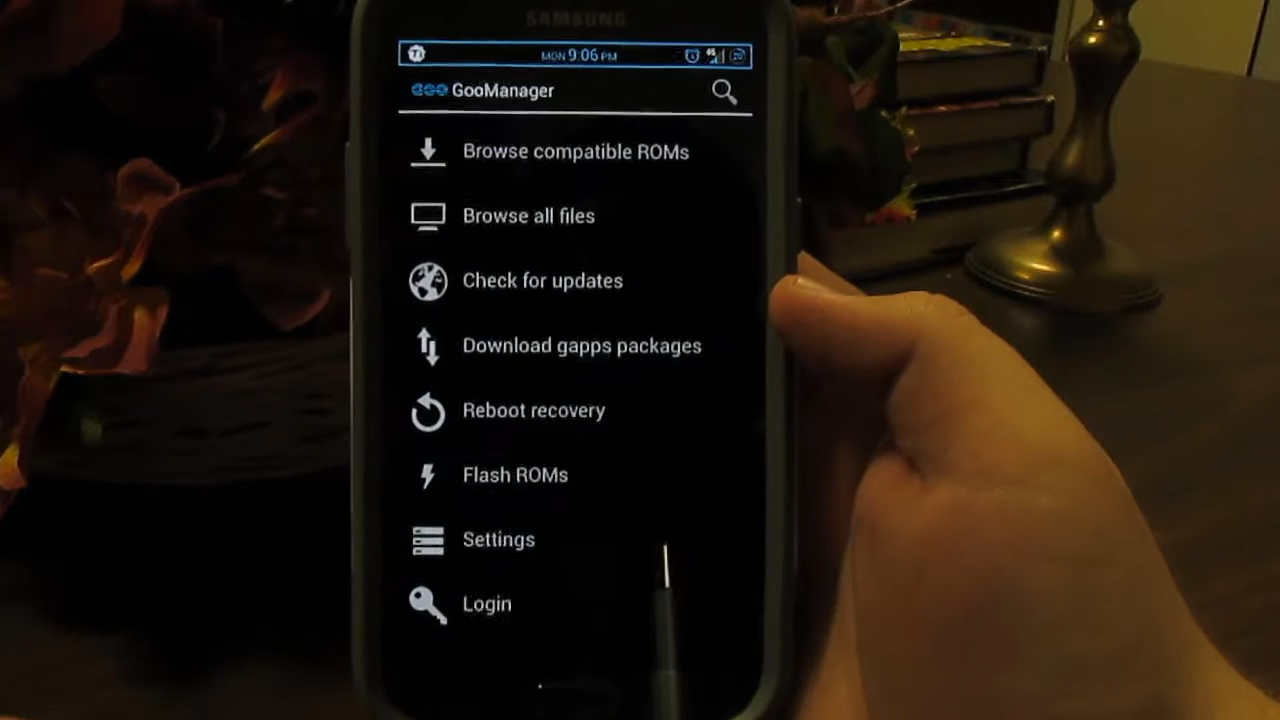 SAMSUNG
MON 9:06 PM
GOO GooManager
Browse compatible ROMs
Browse all files
Check for updates
Download gapps packages
Reboot recovery
Flash ROMs
Settings
Login